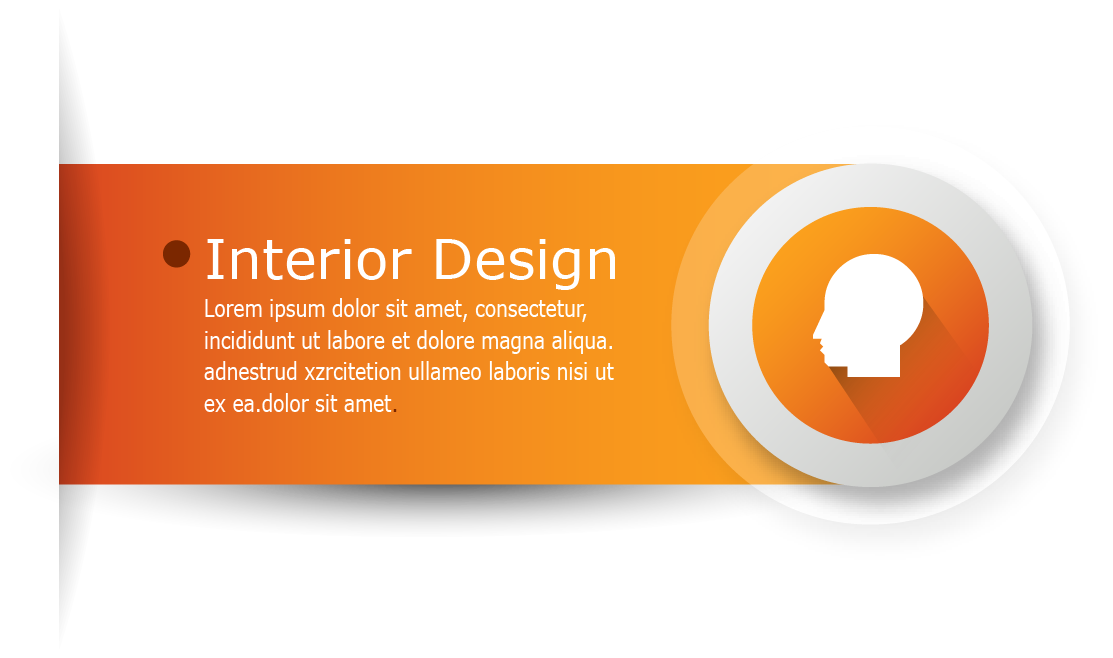 Interior Design
Lorem ipsum dolor sit amet, consectetur,
incididunt ut labore et dolore magna aliqua.
adnestrud xzrcitetion ullameo laboris nisi ut
ex ea.dolor sit amet.